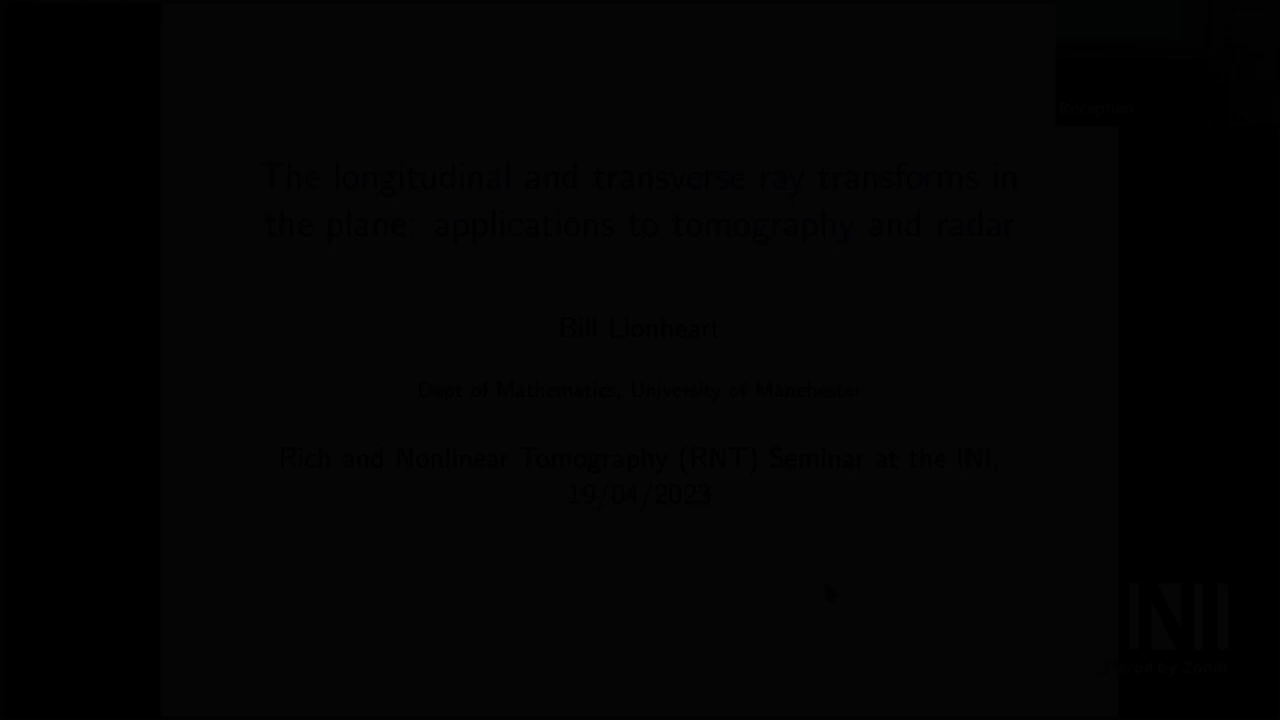 The longitudinal and transverse ray transforms in
the plane: applications to tomography and radar
Bill Lionheart
Dept of Mathematics, University of Manchester
Rich and Nonlinear Tomography (RNT) Seminar at the INI,
19/04/2023
INI